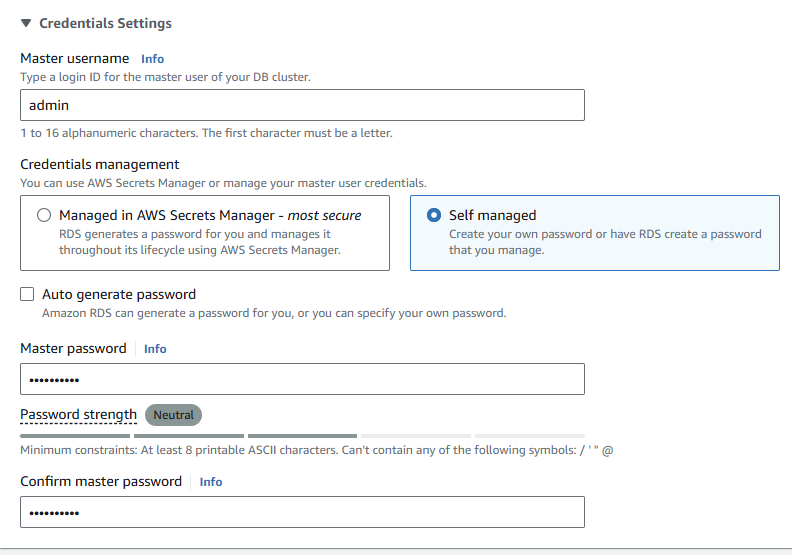 Credentials Settings
Master username Info
Type a login ID for the master user of your DB cluster.
admin
1 to 16 alphanumeric characters. The first character must be a letter.
Credentials management
You can use AWS Secrets Manager or manage your master user credentials.
Managed in AWS Secrets Manager - most secure
RDS generates a password for you and manages it
throughout its lifecycle using AWS Secrets Manager.
Self managed
Create your own password or have RDS create a password
that you manage.
Auto generate password
Amazon RDS can generate a password for you, or you can specify your own password.
Master password Info
••••••••••
Password strength Neutral
Minimum constraints: At least 8 printable ASCII characters. Can't contain any of the following symbols: / ' " @
Confirm master password Info
••••••••••